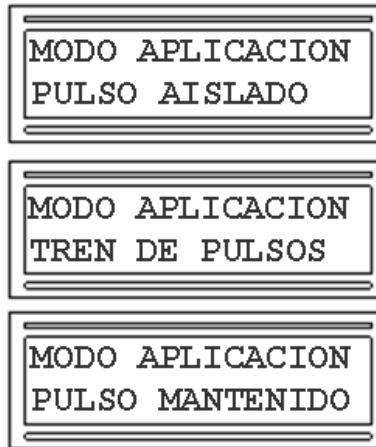 MODO APLICACION
PULSO AISLADO
MODO APLICACION
TREN DE PULSOS
MODO APLICACION
PULSO MANTENIDO